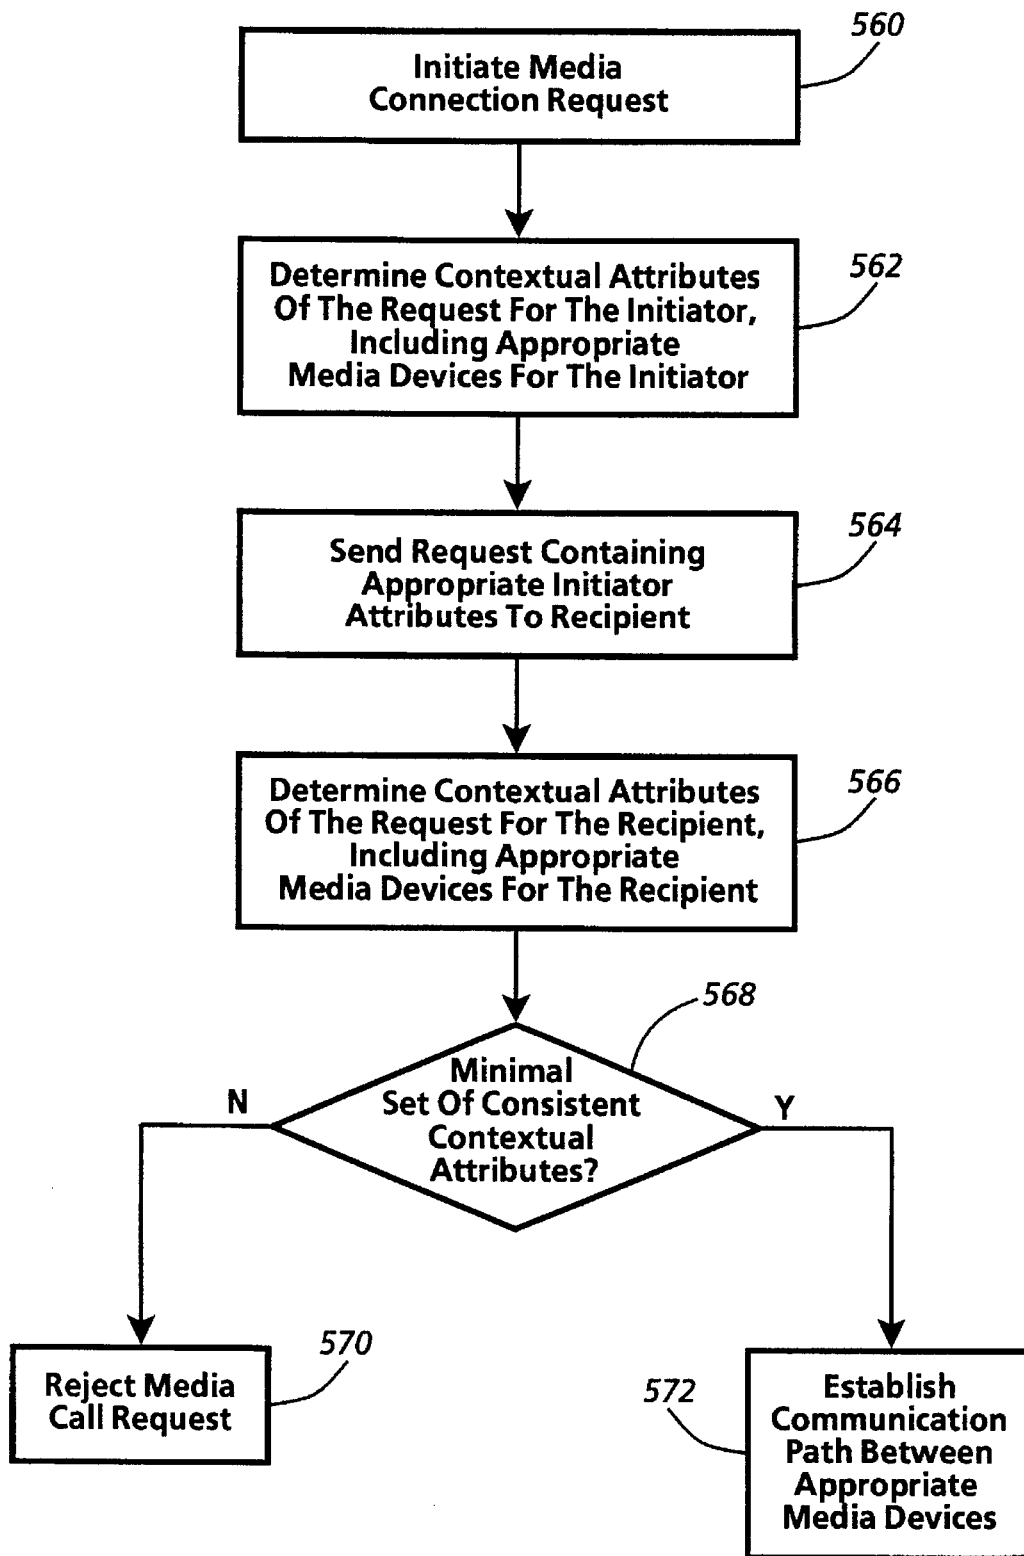 560
Initiate Media
Connection Request
562
Determine Contextual Attributes
Of The Request For The Initiator,
Including Appropriate
Media Devices For The Initiator
564
Send Request Containing
Appropriate Initiator
Attributes To Recipient
566
Determine Contextual Attributes
Of The Request For The Recipient,
Including Appropriate
Media Devices For The Recipient
568
Minimal
Set Of Consistent
Contextual
Attributes?
N
Y
570
Reject Media
Call Request
572
Establish
Communication
Path Between
Appropriate
Media Devices